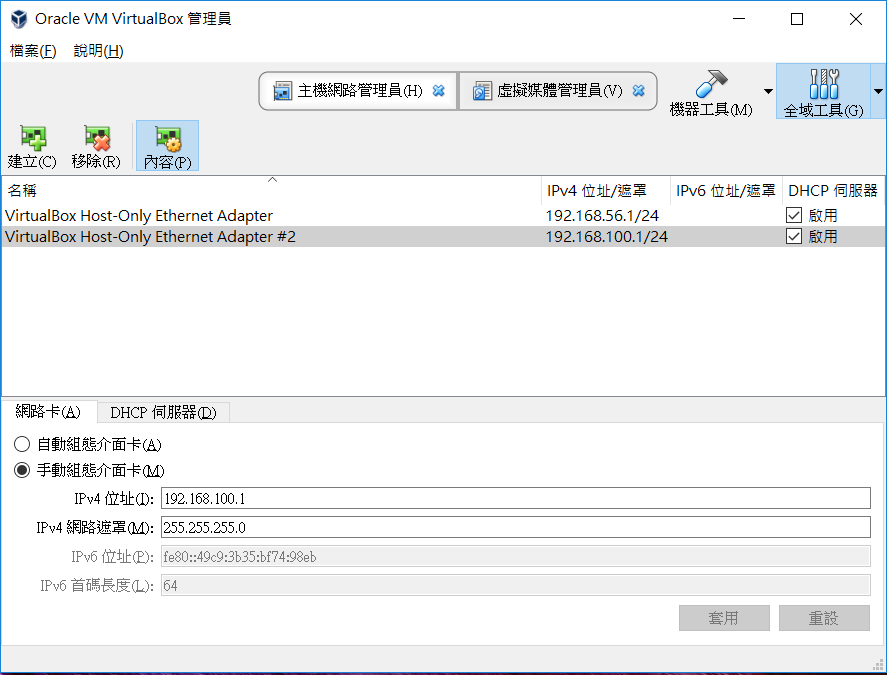 Oracle VM VirtualBox 管理員
檔案(F) 說明(H)
主機網路管理員(H) 虛擬媒體管理員(V) 機器工具(M) 全域工具(G)
建立(C) 移除(R) 內容(P)
名稱 IPv4 位址/遮罩 IPv6 位址/遮罩 DHCP 伺服器
VirtualBox Host-Only Ethernet Adapter 192.168.56.1/24 啟用
VirtualBox Host-Only Ethernet Adapter #2 192.168.100.1/24 啟用
網路卡(A) DHCP 伺服器(D)
自動組態介面卡(A)
手動組態介面卡(M)
IPv4 位址(I): 192.168.100.1
IPv4 網路遮罩(M): 255.255.255.0
IPv6 位址(P): fe80::49c9:3b35:bf74:98eb
IPv6 首碼長度(L): 64
套用 重設